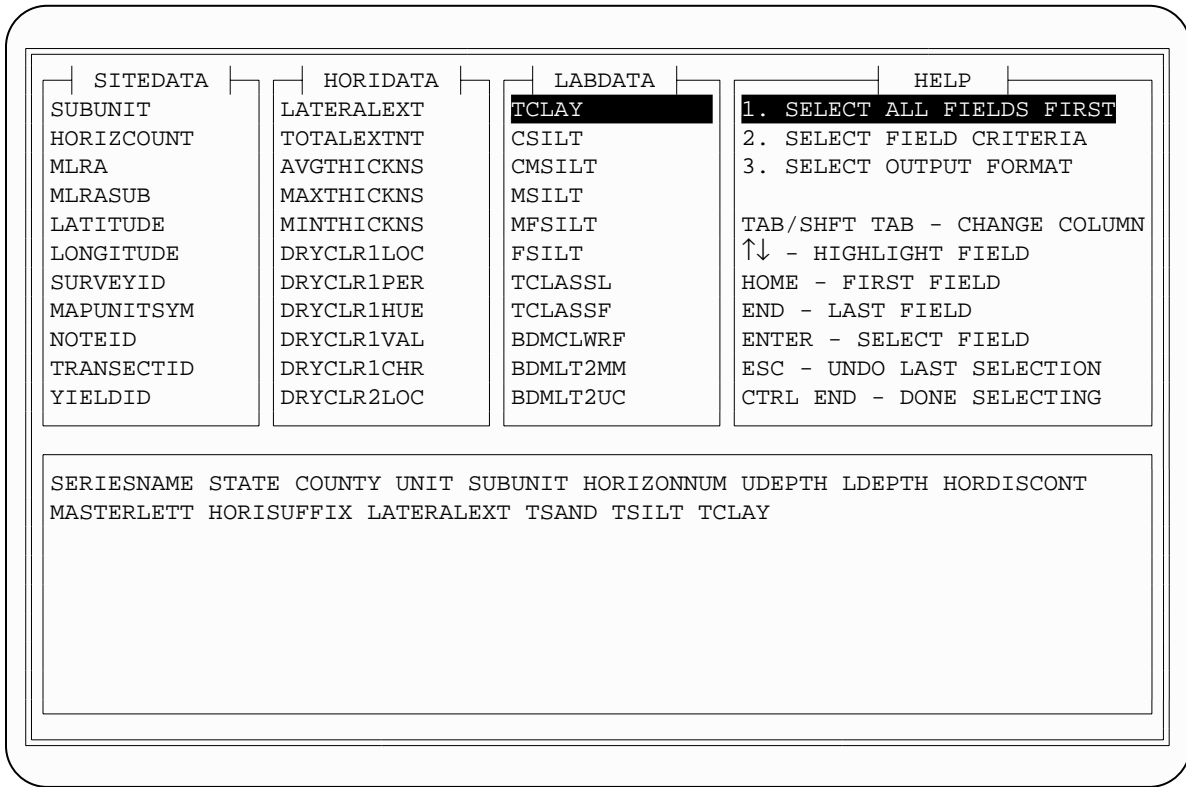 SITEDATA HORIDATA LABDATA HELP
SUBUNIT LATERALEXT TCLAY 1. SELECT ALL FIELDS FIRST
HORIZCOUNT TOTALEXTNT CSILT 2. SELECT FIELD CRITERIA
MLRA AVGTHICKNS CMSILT 3. SELECT OUTPUT FORMAT
MLRASUB MAXTHICKNS MSILT
LATITUDE MINTHICKNS MFSILT TAB/SHFT TAB - CHANGE COLUMN
LONGITUDE DRYCLR1LOC FSILT ↑↓ - HIGHLIGHT FIELD
SURVEYID DRYCLR1PER TCLASSL HOME - FIRST FIELD
MAPUNITSYM DRYCLR1HUE TCLASSF END - LAST FIELD
NOTEID DRYCLR1VAL BDMCLWRF ENTER - SELECT FIELD
TRANSECTID DRYCLR1CHR BDMLT2MM ESC - UNDO LAST SELECTION
YIELDID DRYCLR2LOC BDMLT2UC CTRL END - DONE SELECTING
SERIESNAME STATE COUNTY UNIT SUBUNIT HORIZONNUM UDEPTH LDEPTH HORDISCONT
MASTERLETT HORISUFFIX LATERALEXT TSAND TSILT TCLAY